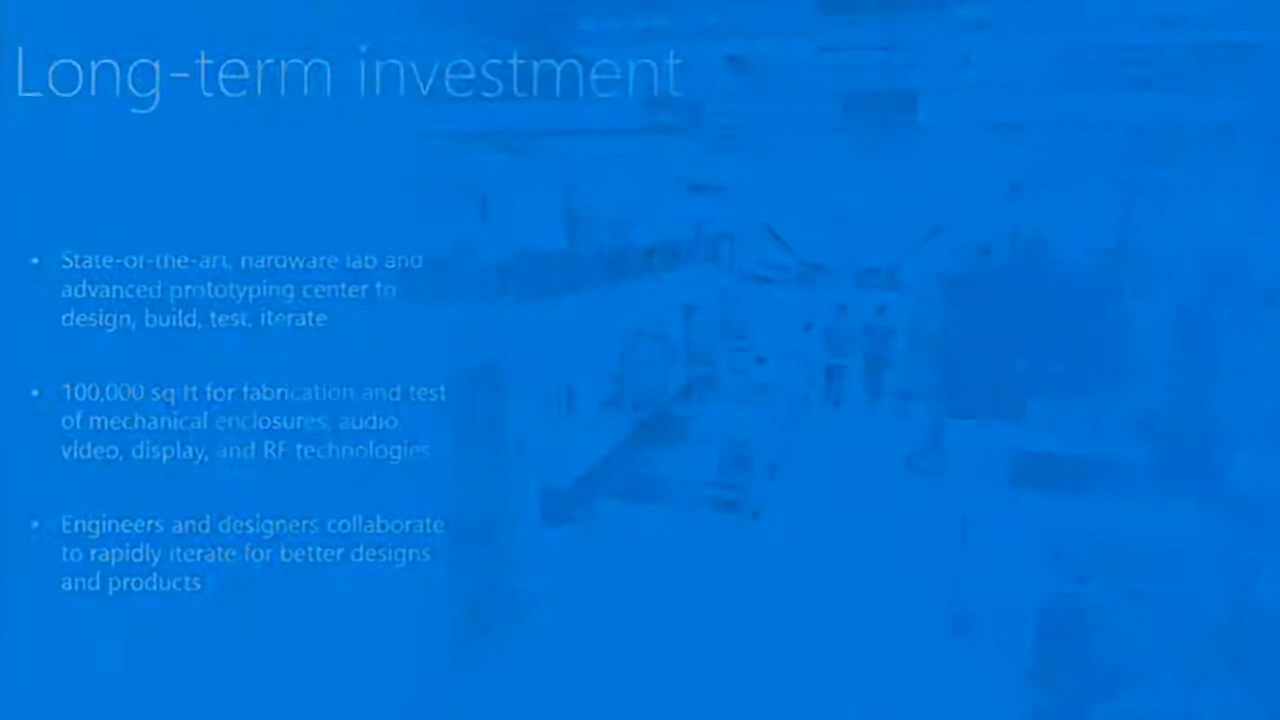 Long-term investment
• State-of-the-art, hardware lab and
advanced prototyping center to
design, build, test, iterate
• 100,000 sq ft for fabrication and test
of mechanical enclosures, audio,
video, display, and RF technologies
• Engineers and designers collaborate
to rapidly iterate for better designs
and products